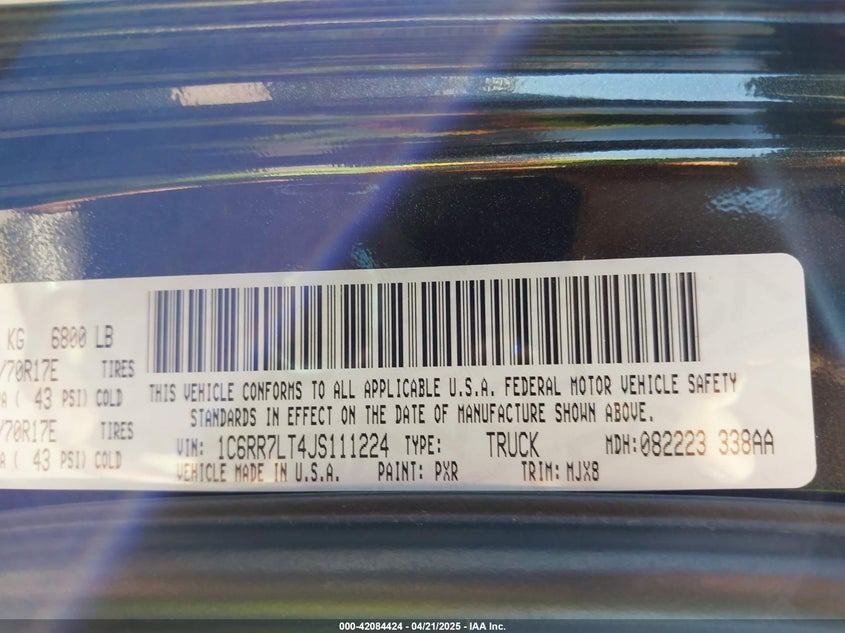 KG 6800 LB
/70R17E TIRES
A ( 43 PSI) COLD
/70R17E TIRES
A ( 43 PSI) COLD
THIS VEHICLE CONFORMS TO ALL APPLICABLE U.S.A. FEDERAL MOTOR VEHICLE SAFETY
STANDARDS IN EFFECT ON THE DATE OF MANUFACTURE SHOWN ABOVE.
VIN: 1C6RR7LT4JS111224 TYPE: TRUCK MDH:082223 338AA
VEHICLE MADE IN U.S.A. PAINT: PXR TRIM: MJX8
000-42084424 - 04/21/2025 - IAA Inc.